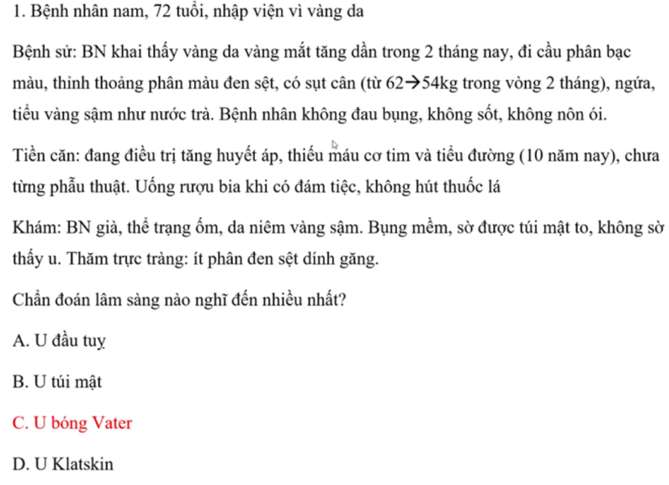 1. Bệnh nhân nam, 72 tuổi, nhập viện vì vàng da
Bệnh sử: BN khai thấy vàng da vàng mắt tăng dần trong 2 tháng nay, đi cầu phân bạc
màu, thỉnh thoảng phân màu đen sệt, có sụt cân (từ 62→54kg trong vòng 2 tháng), ngứa,
tiểu vàng sậm như nước trà. Bệnh nhân không đau bụng, không sốt, không nôn ói.
Tiền căn: đang điều trị tăng huyết áp, thiếu máu cơ tim và tiểu đường (10 năm nay), chưa
từng phẫu thuật. Uống rượu bia khi có đám tiệc, không hút thuốc lá
Khám: BN già, thể trạng ốm, da niêm vàng sậm. Bụng mềm, sờ được túi mật to, không sờ
thấy u. Thăm trực tràng: ít phân đen sệt dính găng.
Chẩn đoán lâm sàng nào nghĩ đến nhiều nhất?
A. U đầu tuỵ
B. U túi mật
C. U bóng Vater
D. U Klatskin